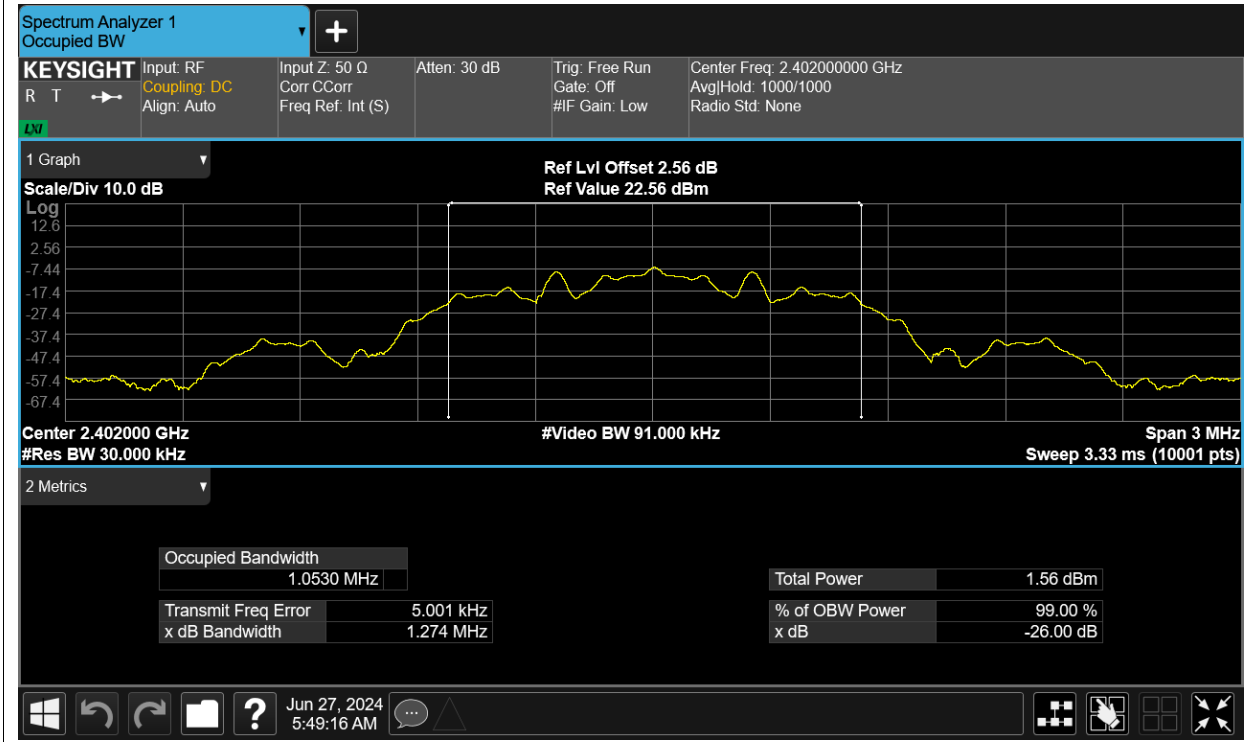 Spectrum Analyzer 1
Occupied BW
KEYSIGHT
R T
LXI
Input: RF
Coupling: DC
Align: Auto
Input Z: 50 Ω
Corr CCorr
Freq Ref: Int (S)
Atten: 30 dB
Trig: Free Run
Gate: Off
#IF Gain: Low
Center Freq: 2.402000000 GHz
Avg|Hold: 1000/1000
Radio Std: None
1 Graph
Scale/Div 10.0 dB
Ref Lvl Offset 2.56 dB
Ref Value 22.56 dBm
Log
12.6
2.56
-7.44
-17.4
-27.4
-37.4
-47.4
-57.4
-67.4
Center 2.402000 GHz
#Res BW 30.000 kHz
#Video BW 91.000 kHz
Span 3 MHz
Sweep 3.33 ms (10001 pts)
2 Metrics
Occupied Bandwidth
1.0530 MHz
Transmit Freq Error 5.001 kHz
x dB Bandwidth 1.274 MHz
Total Power 1.56 dBm
% of OBW Power 99.00 %
x dB -26.00 dB
?
Jun 27, 2024
5:49:16 AM